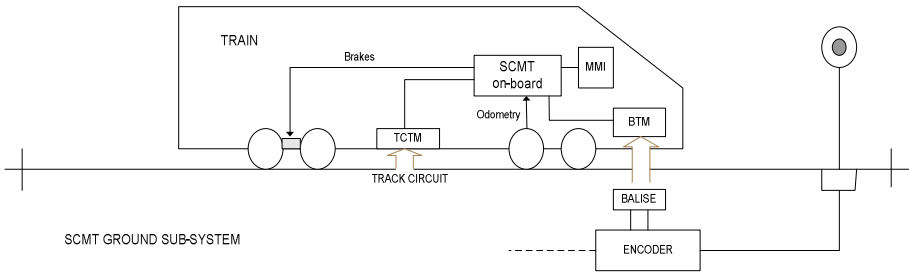 TRAIN
Brakes
SCMT
on-board
MMI
Odometry
TCTM
BTM
TRACK CIRCUIT
BALISE
SCMT GROUND SUB-SYSTEM
ENCODER